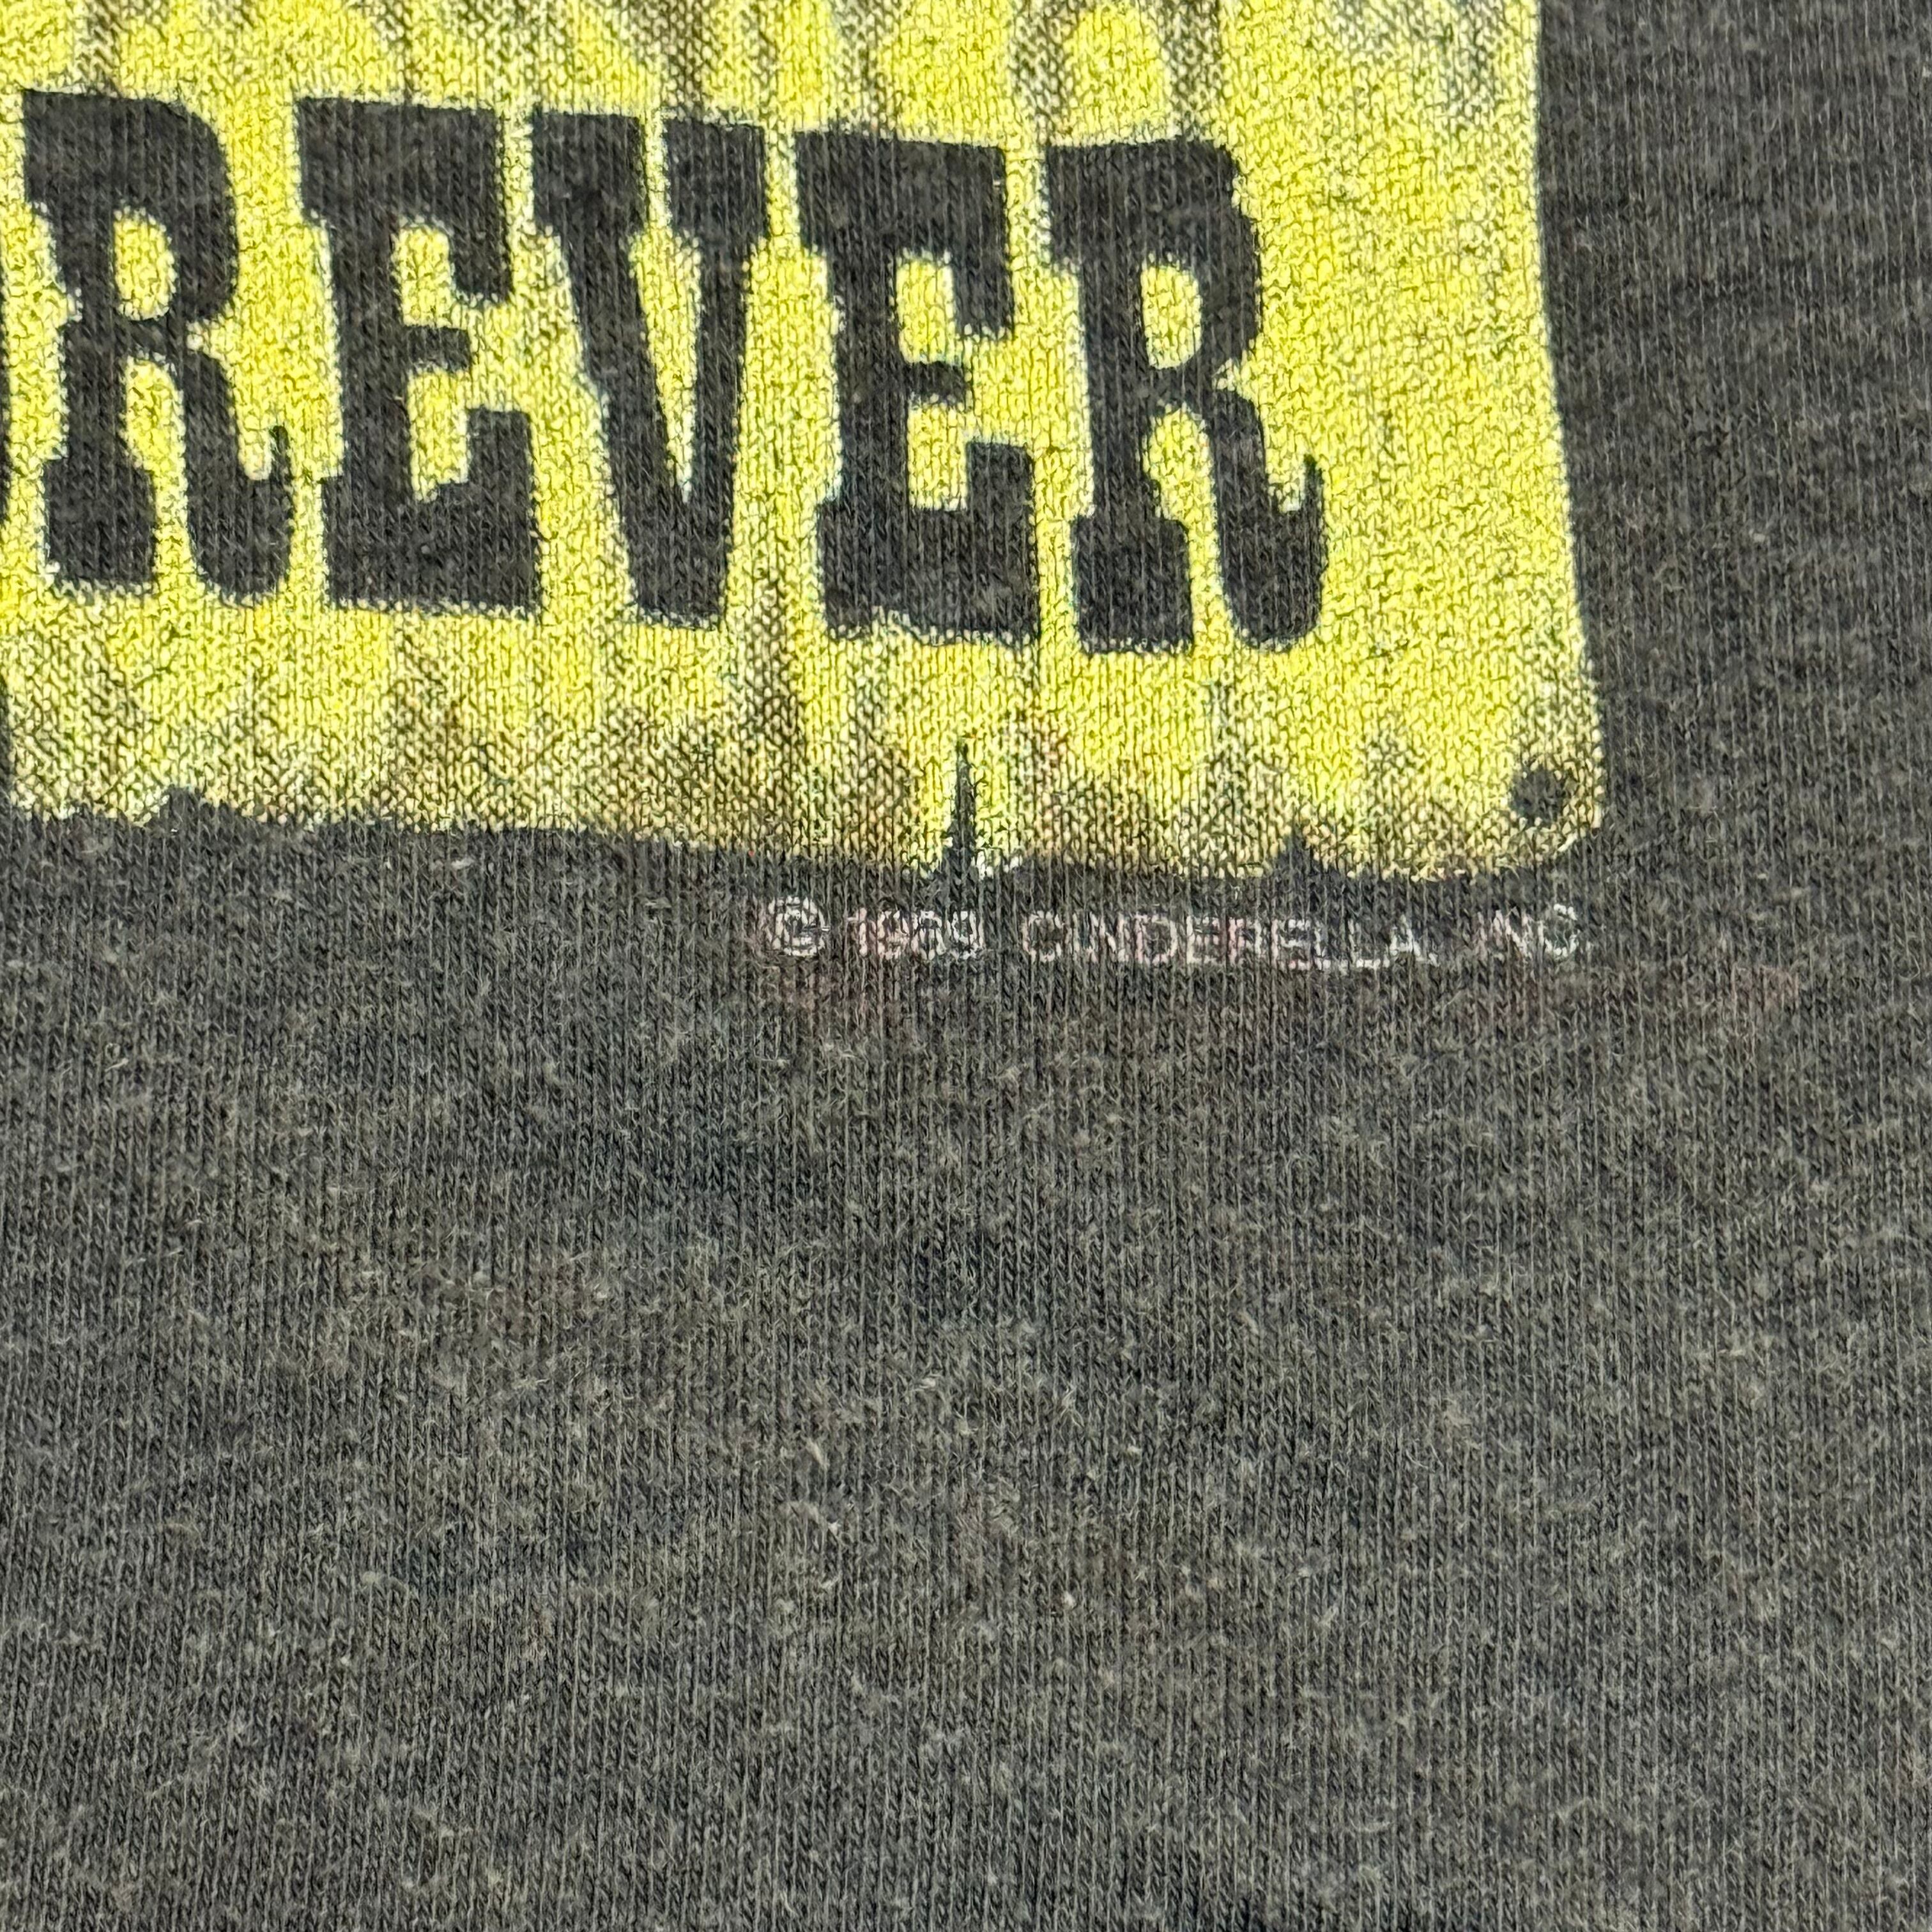 REVER
© 1989 CINDERELLA, INC.